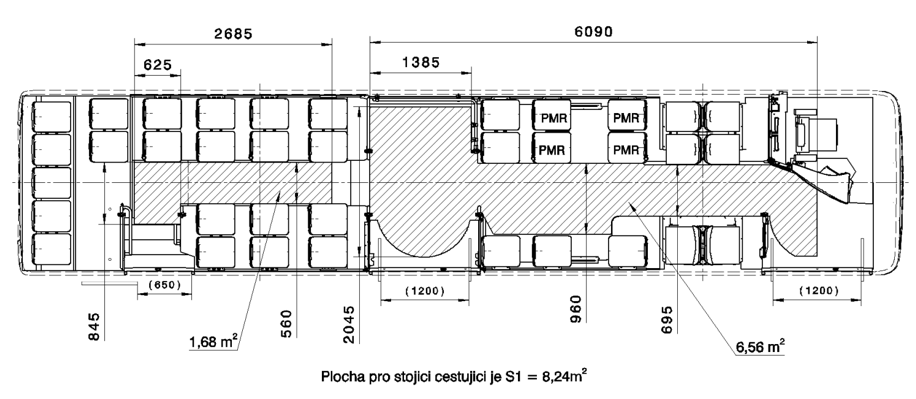 2685
6090
625
1385
PMR
PMR
PMR
PMR
(650)
(1200)
(1200)
845
1,68 m²
560
2045
960
695
6,56 m²
Plocha pro stojici cestujici je S1 = 8,24m²